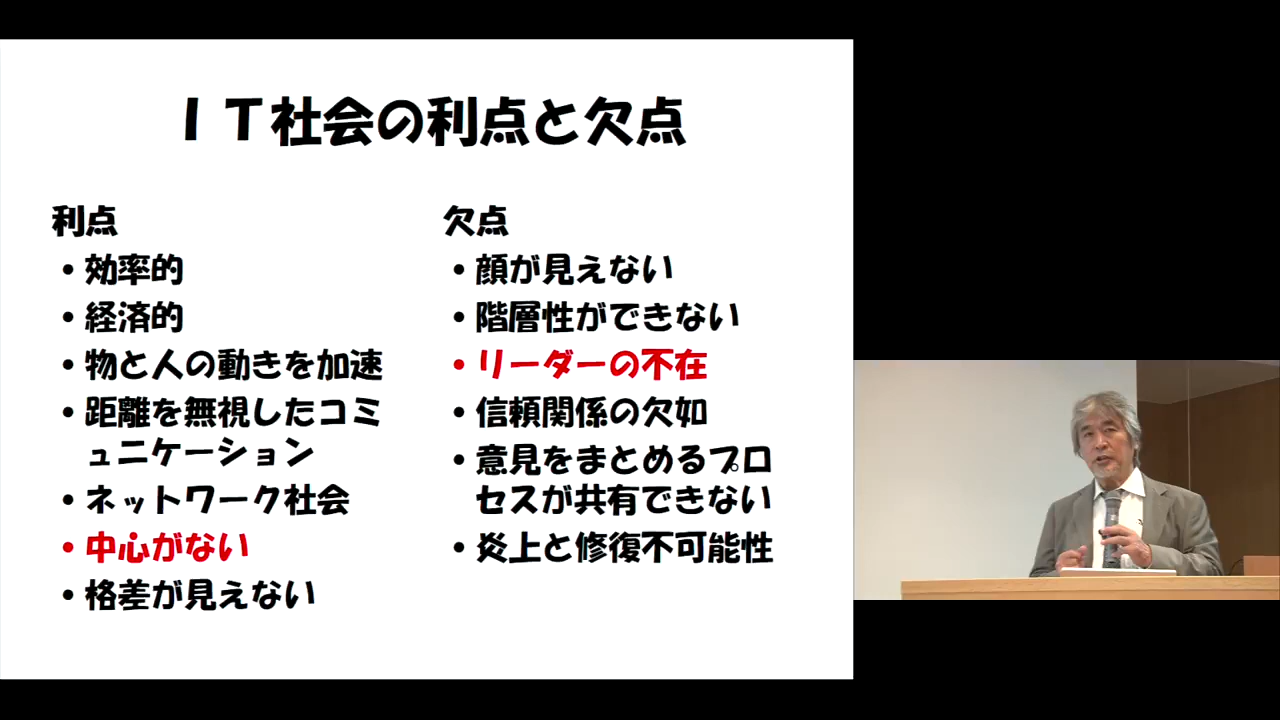 ＩＴ社会の利点と欠点
利点
・効率的
・経済的
・物と人の動きを加速
・距離を無視したコミ
ュニケーション
・ネットワーク社会
・中心がない
・格差が見えない
欠点
・顔が見えない
・階層性ができない
・リーダーの不在
・信頼関係の欠如
・意見をまとめるプロ
セスが共有できない
・炎上と修復不可能性